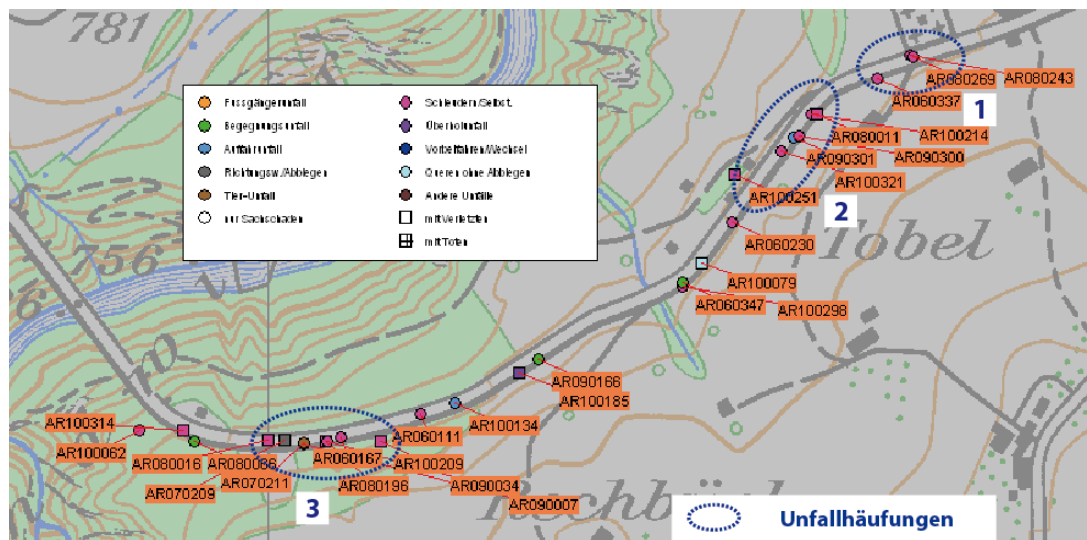 781
AR080269
AR080243
AR060337
1
Fussgängerunfall
Schleudern/Selbst.
Begegnungsunfall
Überholunfall
Auffahrunfall
Vorbeifahren/Wechsel
Richtungsw./Abbiegen
Queren ohne Abbiegen
Tier-Unfall
Andere Unfälle
nur Sachschaden
mit Verletzten
mit Toten
AR080011
AR100214
AR090301
AR090300
AR100321
AR100251
2
756
AR060230
Tobel
AR100079
AR060347
AR100298
AR090166
AR100185
AR100134
AR060111
AR100314
AR100062
AR080016
AR060167
AR100209
AR070209
AR070211
AR080196
AR090034
AR090007
3
Unfallhäufungen